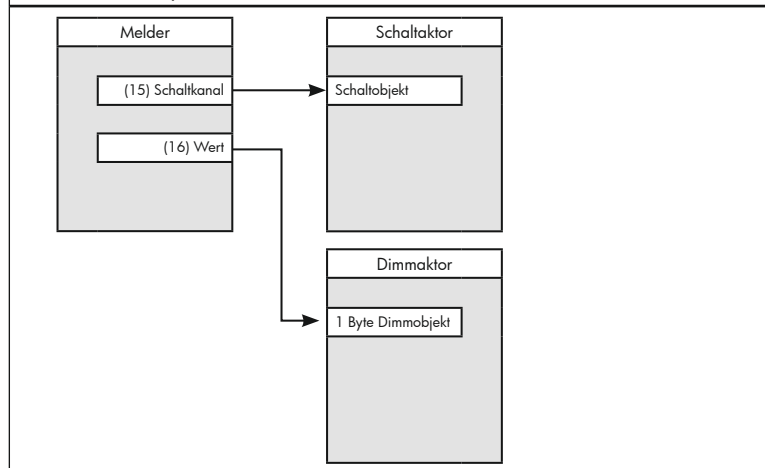 Melder
Schaltaktor
(15) Schaltkanal
Schaltobjekt
(16) Wert
Dimmaktor
1 Byte Dimmobjekt